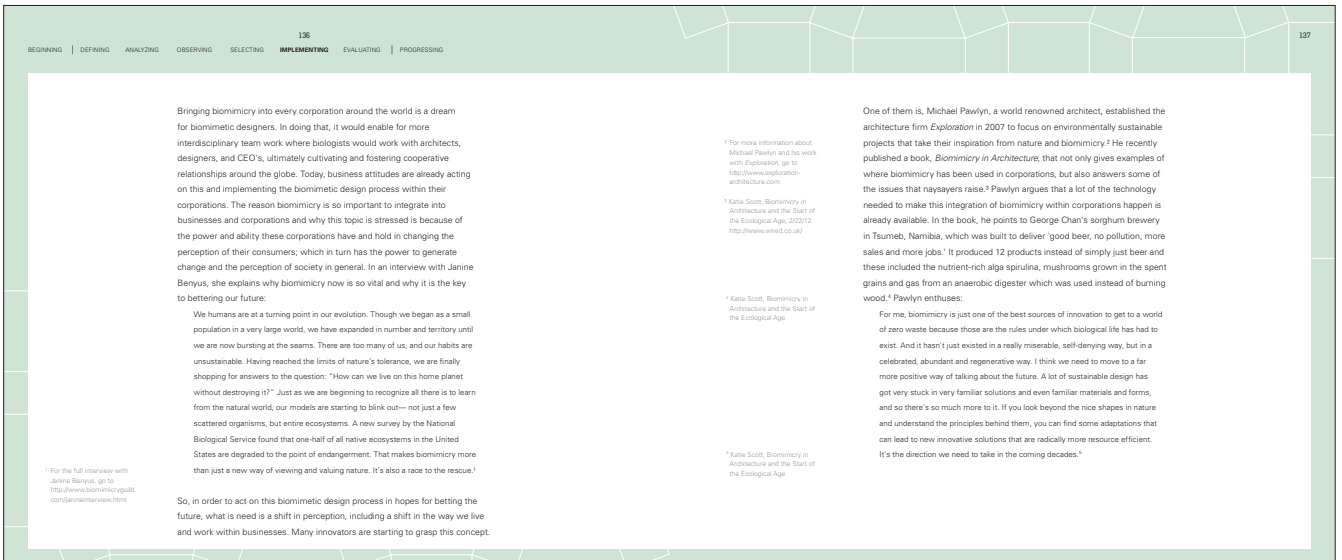 136
BEGINNING | DEFINING ANALYZING OBSERVING SELECTING IMPLEMENTING EVALUATING | PROGRESSING
Bringing biomimicry into every corporation around the world is a dream
for biomimetic designers. In doing that, it would enable for more
interdisciplinary team work where biologists would work with architects,
designers, and CEO's, ultimately cultivating and fostering cooperative
relationships around the globe. Today, business attitudes are already acting
on this and implementing the biomimetic design process within their
corporations. The reason biomimicry is so important to integrate into
businesses and corporations and why this topic is stressed is because of
the power and ability these corporations have and hold in changing the
perception of their consumers; which in turn has the power to generate
change and the perception of society in general. In an interview with Janine
Benyus, she explains why biomimicry now is so vital and why it is the key
to bettering our future:
We humans are at a turning point in our evolution. Though we began as a small
population in a very large world, we have expanded in number and territory until
we are now bursting at the seams. There are too many of us, and our habits are
unsustainable. Having reached the limits of nature's tolerance, we are finally
shopping for answers to the question: "How can we live on this home planet
without destroying it?" Just as we are beginning to recognize all there is to learn
from the natural world, our models are starting to blink out— not just a few
scattered organisms, but entire ecosystems. A new survey by the National
Biological Service found that one-half of all native ecosystems in the United
States are degraded to the point of endangerment. That makes biomimicry more
than just a new way of viewing and valuing nature. It's also a race to the rescue.¹
¹ For the full interview with
Janine Benyus, go to
http://www.biomimicryguild.
com/janineinterview.html
So, in order to act on this biomimetic design process in hopes for betting the
future, what is need is a shift in perception, including a shift in the way we live
and work within businesses. Many innovators are starting to grasp this concept.
137
One of them is, Michael Pawlyn, a world renowned architect, established the
architecture firm Exploration in 2007 to focus on environmentally sustainable
projects that take their inspiration from nature and biomimicry.² He recently
published a book, Biomimicry in Architecture, that not only gives examples of
where biomimicry has been used in corporations, but also answers some of
the issues that naysayers raise.³ Pawlyn argues that a lot of the technology
needed to make this integration of biomimicry within corporations happen is
already available. In the book, he points to George Chan's sorghum brewery
in Tsumeb, Namibia, which was built to deliver 'good beer, no pollution, more
sales and more jobs.' It produced 12 products instead of simply just beer and
these included the nutrient-rich alga spirulina, mushrooms grown in the spent
grains and gas from an anaerobic digester which was used instead of burning
wood.⁴ Pawlyn enthuses:
For me, biomimicry is just one of the best sources of innovation to get to a world
of zero waste because those are the rules under which biological life has had to
exist. And it hasn't just existed in a really miserable, self-denying way, but in a
celebrated, abundant and regenerative way. I think we need to move to a far
more positive way of talking about the future. A lot of sustainable design has
got very stuck in very familiar solutions and even familiar materials and forms,
and so there's so much more to it. If you look beyond the nice shapes in nature
and understand the principles behind them, you can find some adaptations that
can lead to new innovative solutions that are radically more resource efficient.
It's the direction we need to take in the coming decades.⁵
² For more information about
Michael Pawlyn and his work
with Exploration, go to
http://www.exploration-
architecture.com
³ Katie Scott, Biomimicry in
Architecture and the Start of
the Ecological Age, 2/22/12
http://www.wired.co.uk/
⁴ Katie Scott, Biomimicry in
Architecture and the Start of
the Ecological Age
⁵ Katie Scott, Biomimicry in
Architecture and the Start of
the Ecological Age